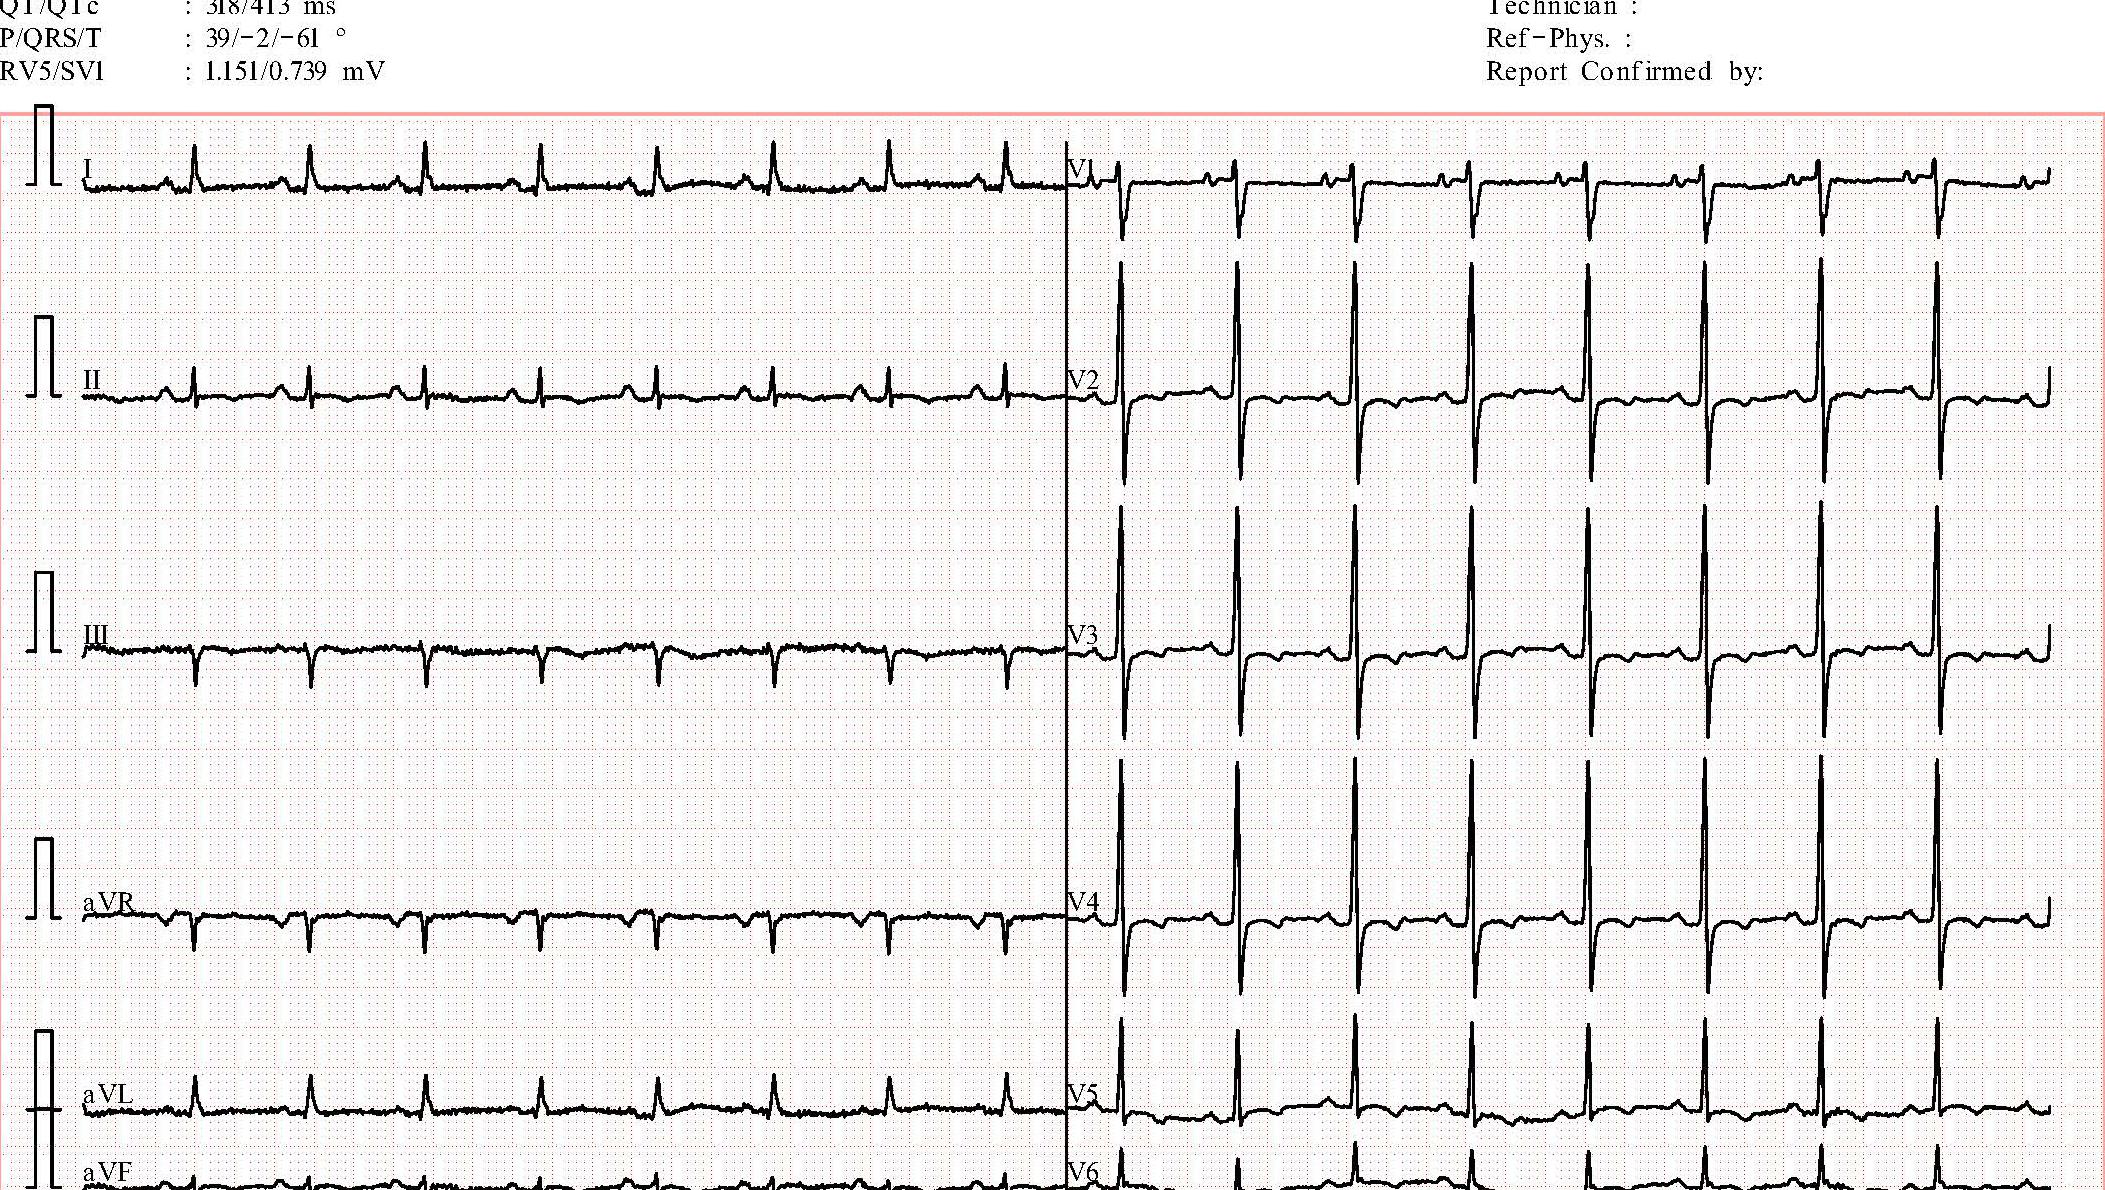 QT/QTc : 318/413 ms
P/QRS/T : 39/-2/-61 °
RV5/SV1 : 1.151/0.739 mV
Technician :
Ref-Phys. :
Report Confirmed by:
I
V1
II
V2
III
V3
aVR
V4
aVL
V5
aVF
V6